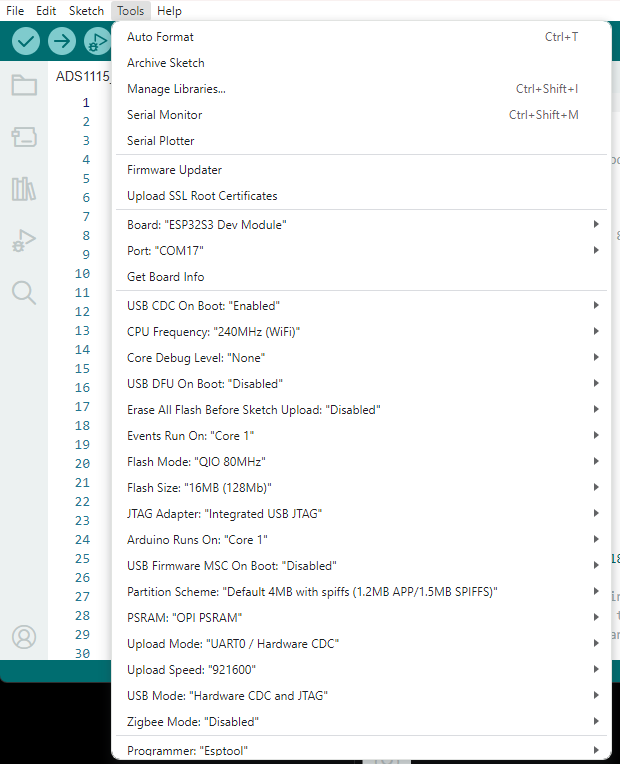 File Edit Sketch Tools Help
Auto Format Ctrl+T
Archive Sketch
ADS1115_
Manage Libraries... Ctrl+Shift+I
1
Serial Monitor Ctrl+Shift+M
2
Serial Plotter
3
4
Firmware Updater
5
Upload SSL Root Certificates
6
7
Board: "ESP32S3 Dev Module"
8
Port: "COM17"
9
Get Board Info
10
11
USB CDC On Boot: "Enabled"
12
CPU Frequency: "240MHz (WiFi)"
13
Core Debug Level: "None"
14
15
USB DFU On Boot: "Disabled"
16
Erase All Flash Before Sketch Upload: "Disabled"
17
18
Events Run On: "Core 1"
19
Flash Mode: "QIO 80MHz"
20
Flash Size: "16MB (128Mb)"
21
22
JTAG Adapter: "Integrated USB JTAG"
23
Arduino Runs On: "Core 1"
24
25
USB Firmware MSC On Boot: "Disabled"
26
Partition Scheme: "Default 4MB with spiffs (1.2MB APP/1.5MB SPIFFS)"
27
PSRAM: "OPI PSRAM"
28
29
Upload Mode: "UART0 / Hardware CDC"
30
Upload Speed: "921600"
USB Mode: "Hardware CDC and JTAG"
Zigbee Mode: "Disabled"
Programmer: "Esptool"